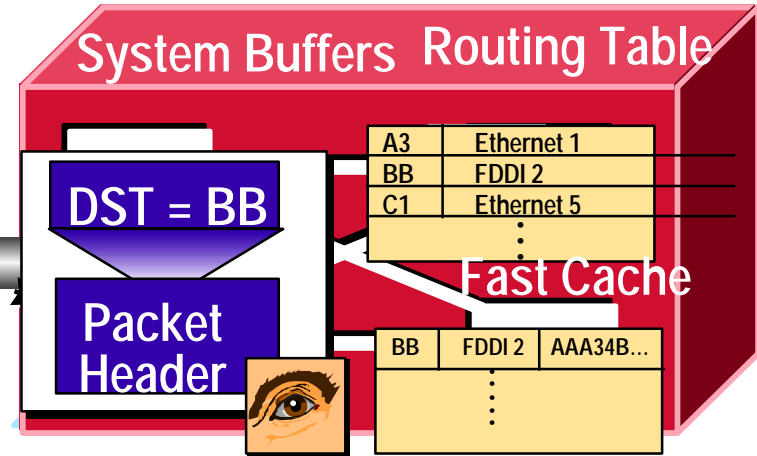 System Buffers
Routing Table
DST = BB
Packet
Header
A3 Ethernet 1
BB FDDI 2
C1 Ethernet 5
Fast Cache
BB FDDI 2 AAA34B...